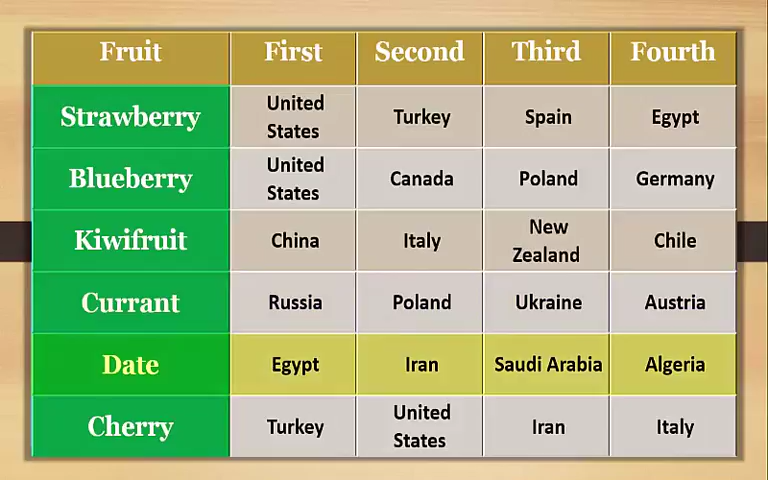 Fruit First Second Third Fourth
Strawberry United States Turkey Spain Egypt
Blueberry United States Canada Poland Germany
Kiwifruit China Italy New Zealand Chile
Currant Russia Poland Ukraine Austria
Date Egypt Iran Saudi Arabia Algeria
Cherry Turkey United States Iran Italy